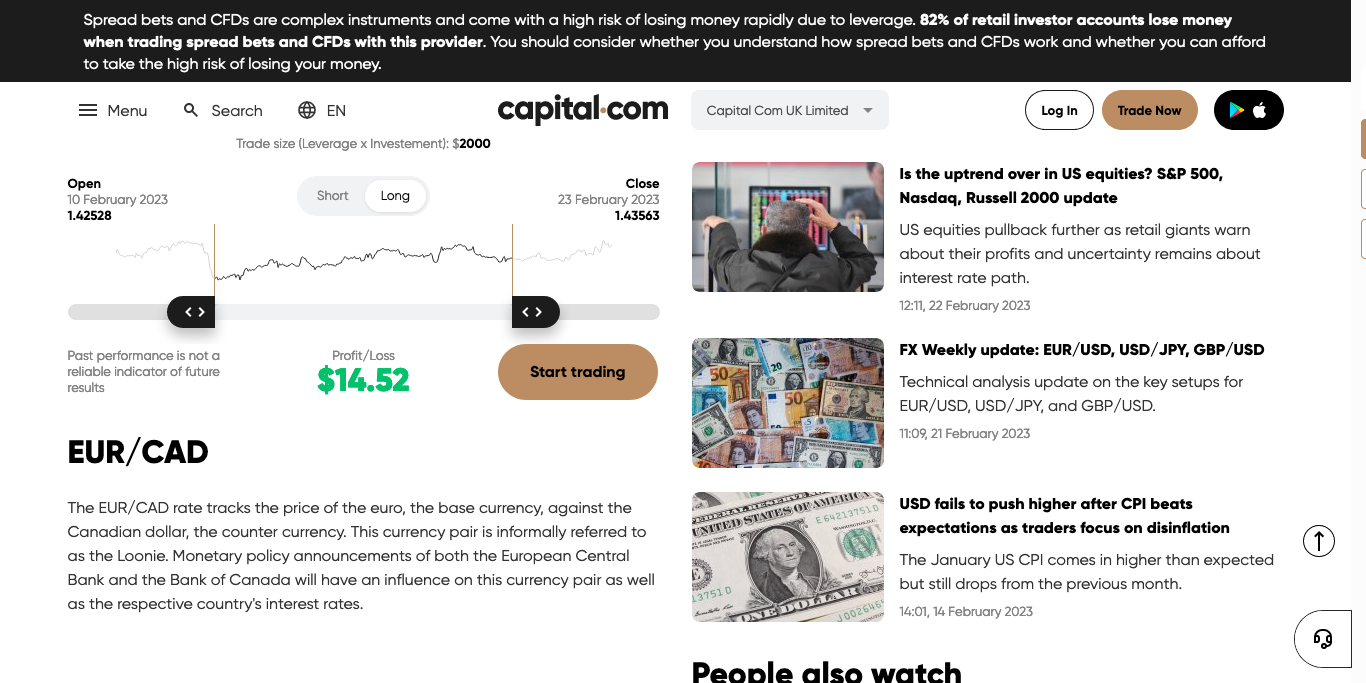 Spread bets and CFDs are complex instruments and come with a high risk of losing money rapidly due to leverage. 82% of retail investor accounts lose money
when trading spread bets and CFDs with this provider. You should consider whether you understand how spread bets and CFDs work and whether you can afford
to take the high risk of losing your money.
Menu
Search
EN
capital.com
Capital Com UK Limited
Log In
Trade Now
Trade size (Leverage x Investement): $2000
Open
10 February 2023
1.42528
Short
Long
Close
23 February 2023
1.43563
Past performance is not a
reliable indicator of future
results
Profit/Loss
$14.52
Start trading
EUR/CAD
The EUR/CAD rate tracks the price of the euro, the base currency, against the
Canadian dollar, the counter currency. This currency pair is informally referred to
as the Loonie. Monetary policy announcements of both the European Central
Bank and the Bank of Canada will have an influence on this currency pair as well
as the respective country's interest rates.
Is the uptrend over in US equities? S&P 500,
Nasdaq, Russell 2000 update
US equities pullback further as retail giants warn
about their profits and uncertainty remains about
interest rate path.
12:11, 22 February 2023
FX Weekly update: EUR/USD, USD/JPY, GBP/USD
Technical analysis update on the key setups for
EUR/USD, USD/JPY, and GBP/USD.
11:09, 21 February 2023
USD fails to push higher after CPI beats
expectations as traders focus on disinflation
The January US CPI comes in higher than expected
but still drops from the previous month.
14:01, 14 February 2023
People also watch